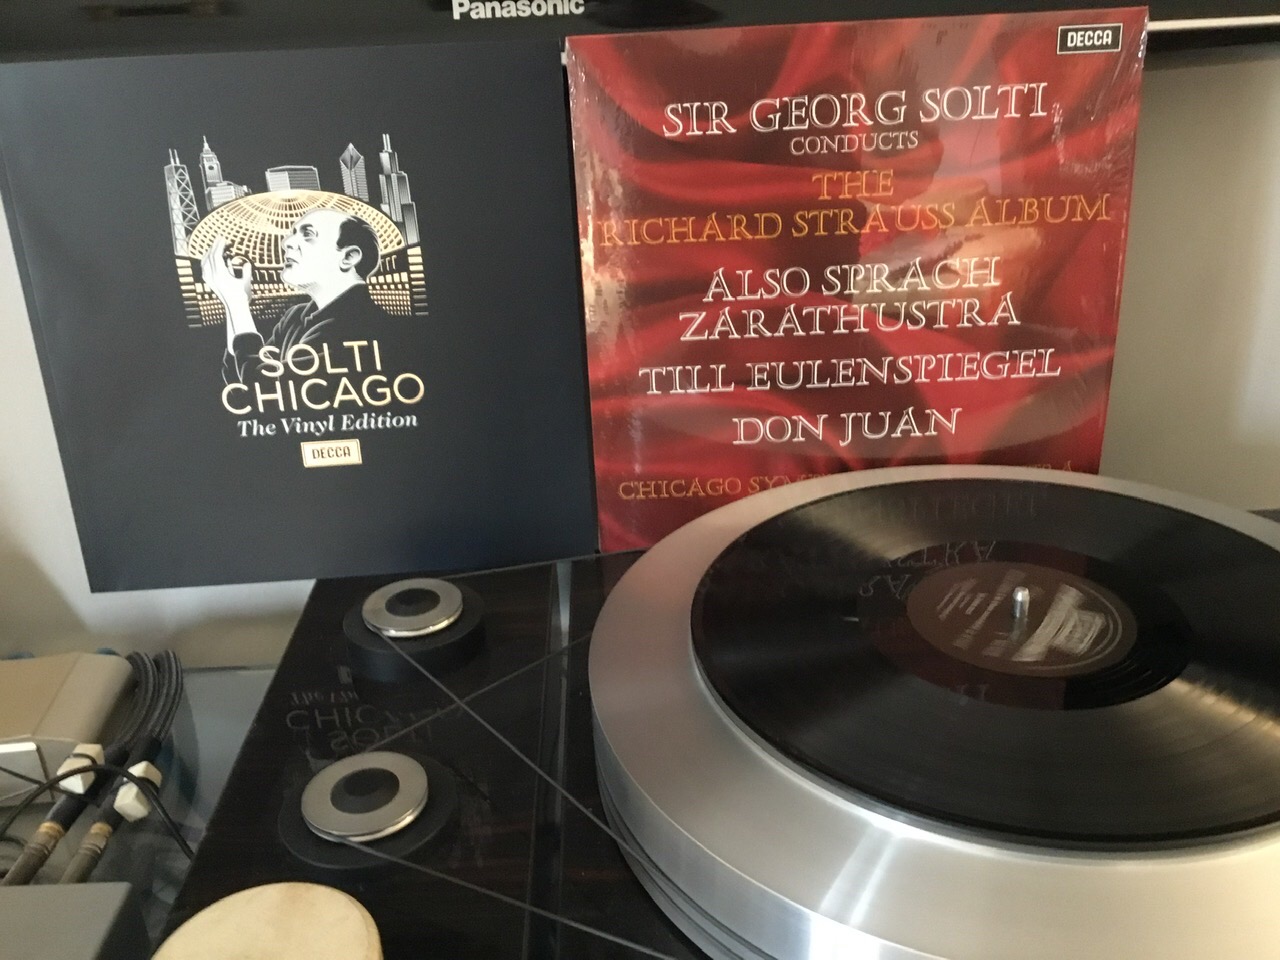 Panasonic
SOLTI
CHICAGO
The Vinyl Edition
DECCA
DECCA
SIR GEORG SOLTI
CONDUCTS
THE
RICHARD STRAUSS ALBUM
ALSO SPRACH
ZARATHUSTRA
TILL EULENSPIEGEL
DON JUAN
CHICAGO